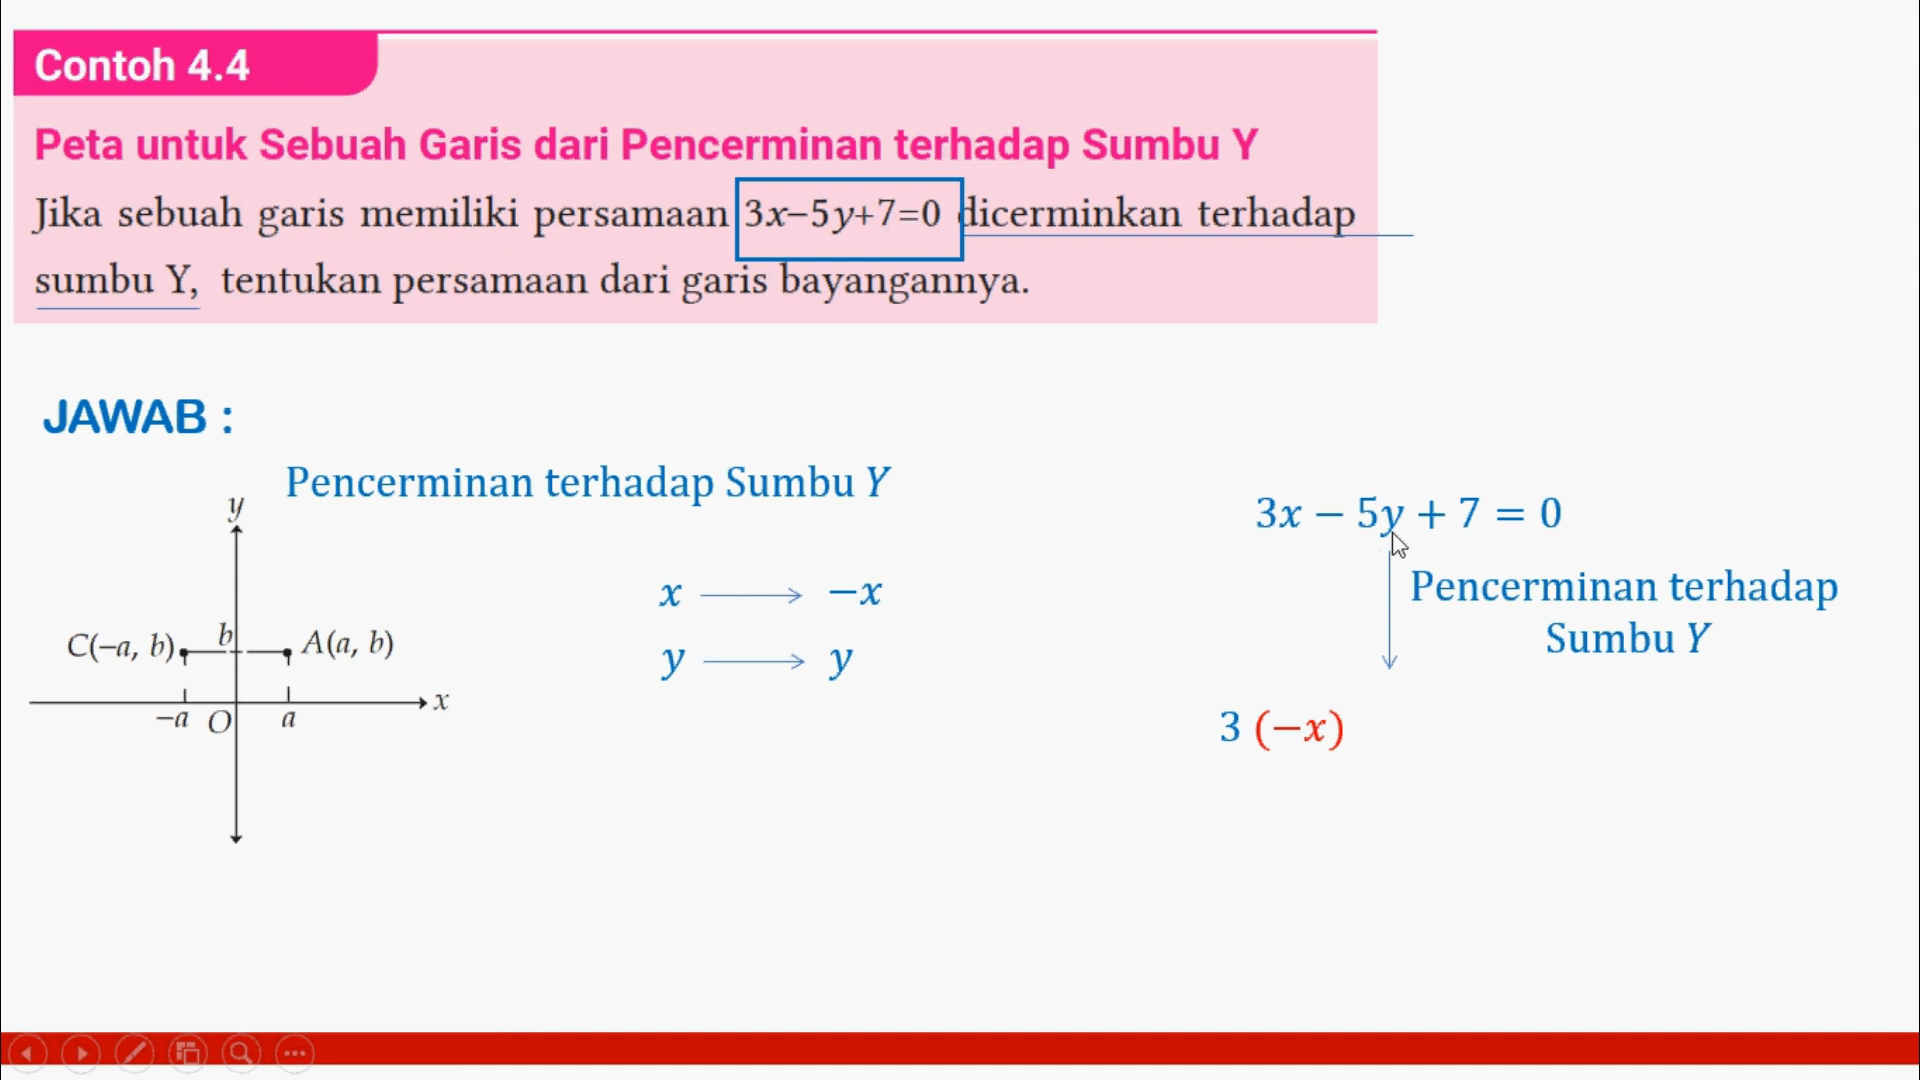 Contoh 4.4
Peta untuk Sebuah Garis dari Pencerminan terhadap Sumbu Y
Jika sebuah garis memiliki persamaan 3x−5y+7=0 dicerminkan terhadap
sumbu Y, tentukan persamaan dari garis bayangannya.
JAWAB :
Pencerminan terhadap Sumbu Y
y
C(−a, b)
b
A(a, b)
x
−a
O
a
x → −x
y → y
3x − 5y + 7 = 0
Pencerminan terhadap
Sumbu Y
3 (−x)